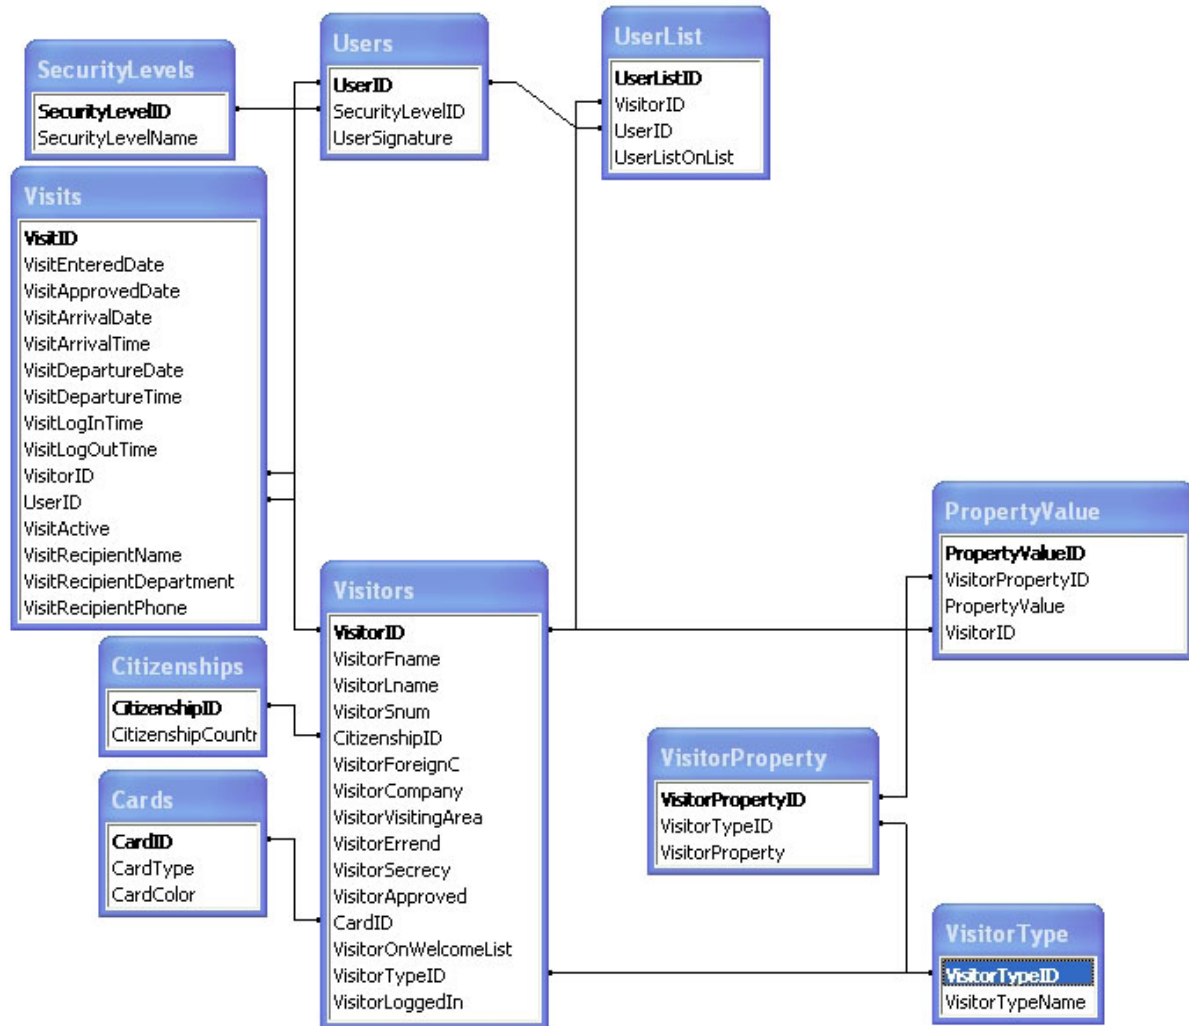 SecurityLevels
SecurityLevelID
SecurityLevelName
Users
UserID
SecurityLevelID
UserSignature
UserList
UserListID
VisitorID
UserID
UserListOnList
Visits
VisitID
VisitEnteredDate
VisitApprovedDate
VisitArrivalDate
VisitArrivalTime
VisitDepartureDate
VisitDepartureTime
VisitLogInTime
VisitLogOutTime
VisitorID
UserID
VisitActive
VisitRecipientName
VisitRecipientDepartment
VisitRecipientPhone
PropertyValue
PropertyValueID
VisitorPropertyID
PropertyValue
VisitorID
Visitors
VisitorID
VisitorFname
VisitorLname
VisitorSnum
CitizenshipID
VisitorForeignC
VisitorCompany
VisitorVisitingArea
VisitorErrend
VisitorSecrecy
VisitorApproved
CardID
VisitorOnWelcomeList
VisitorTypeID
VisitorLoggedIn
Citizenships
CitizenshipID
CitizenshipCountr
Cards
CardID
CardType
CardColor
VisitorProperty
VisitorPropertyID
VisitorTypeID
VisitorProperty
VisitorType
VisitorTypeID
VisitorTypeName